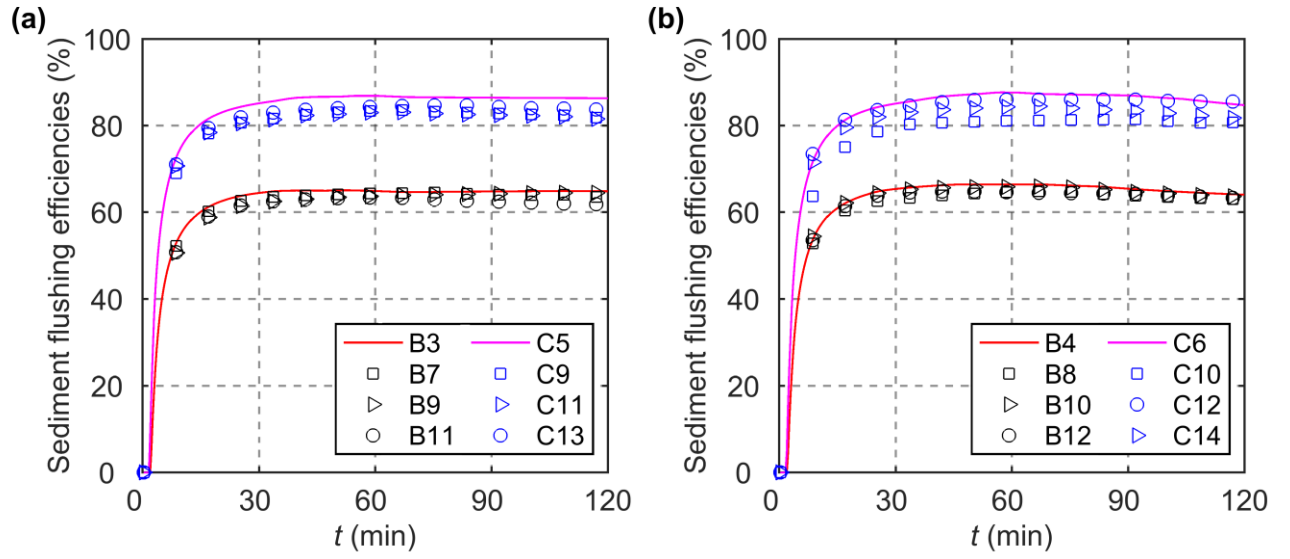 (a)
Sediment flushing efficiencies (%)
100
80
60
40
20
0
0 30 60 90 120
t (min)
B3 C5
B7 C9
B9 C11
B11 C13
(b)
Sediment flushing efficiencies (%)
100
80
60
40
20
0
0 30 60 90 120
t (min)
B4 C6
B8 C10
B10 C12
B12 C14